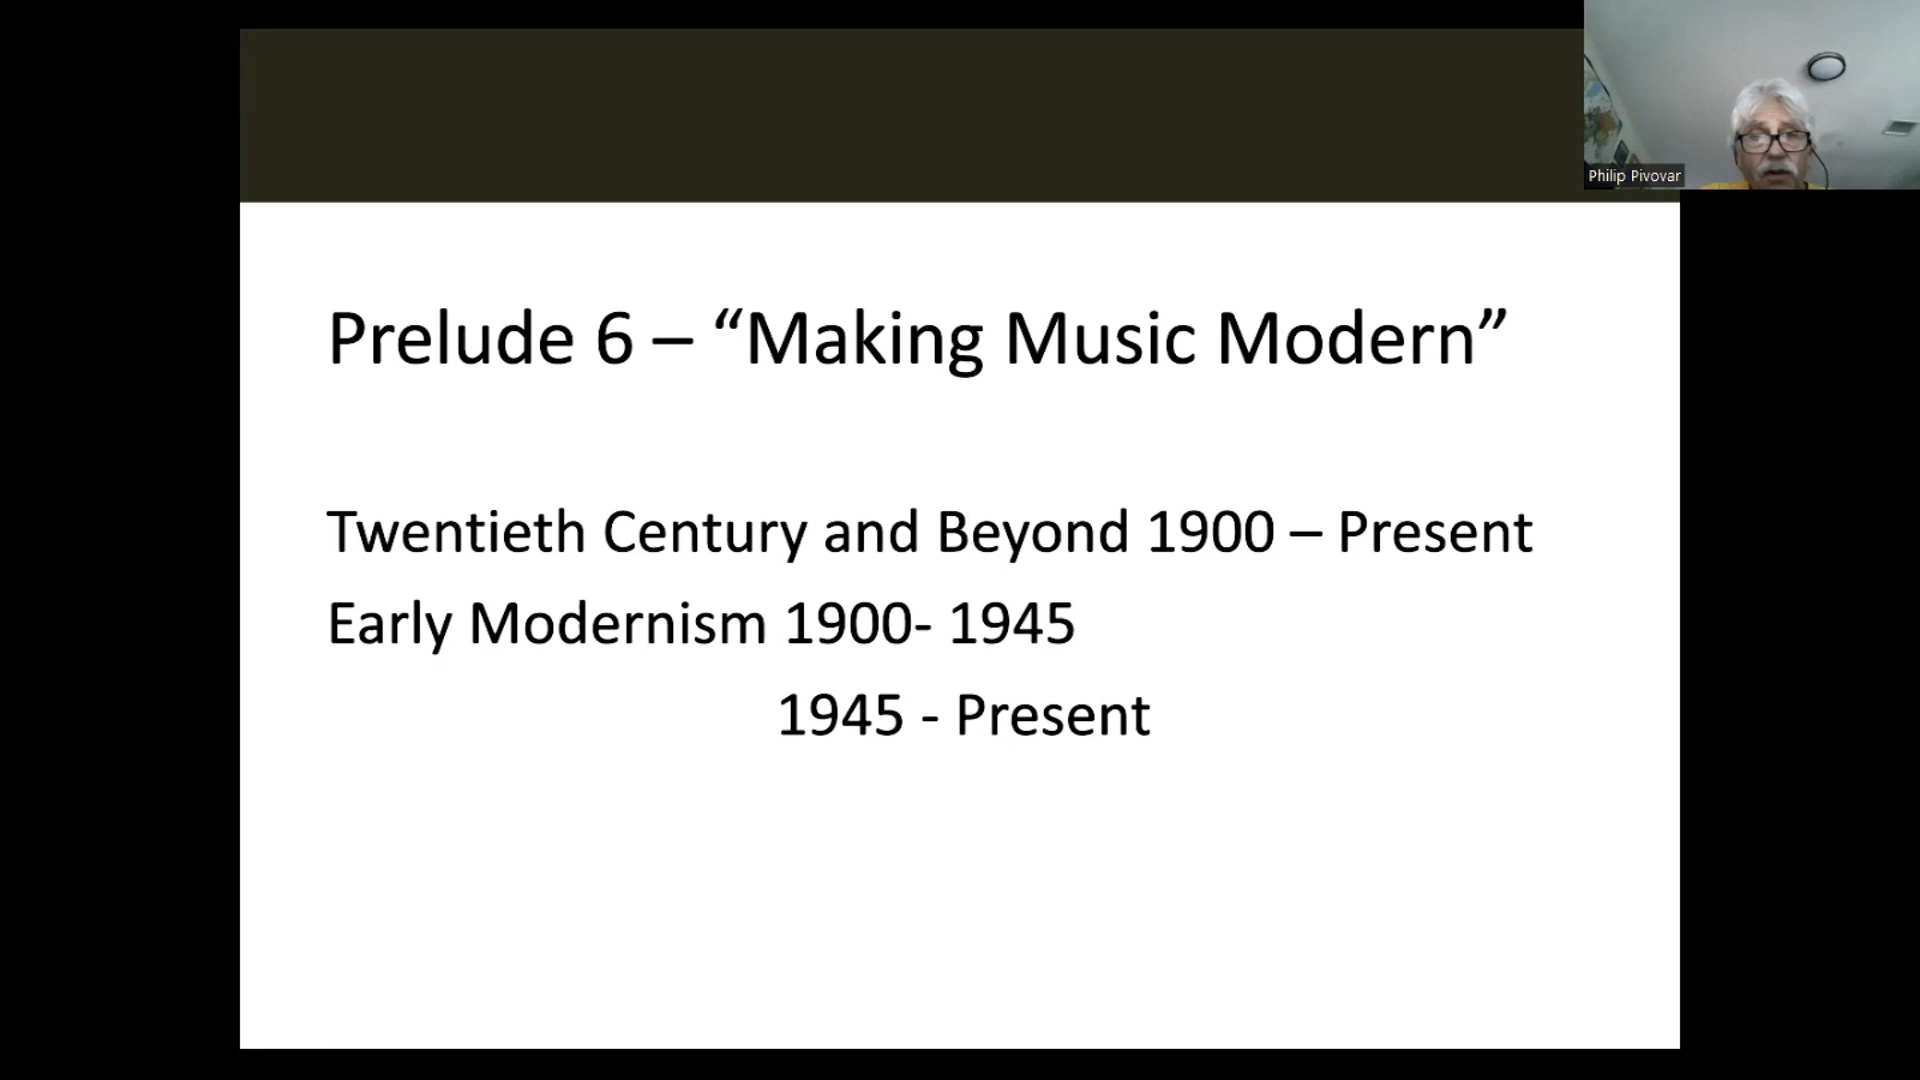 Philip Pivovar
Prelude 6 – “Making Music Modern”
Twentieth Century and Beyond 1900 – Present
Early Modernism 1900- 1945
1945 - Present